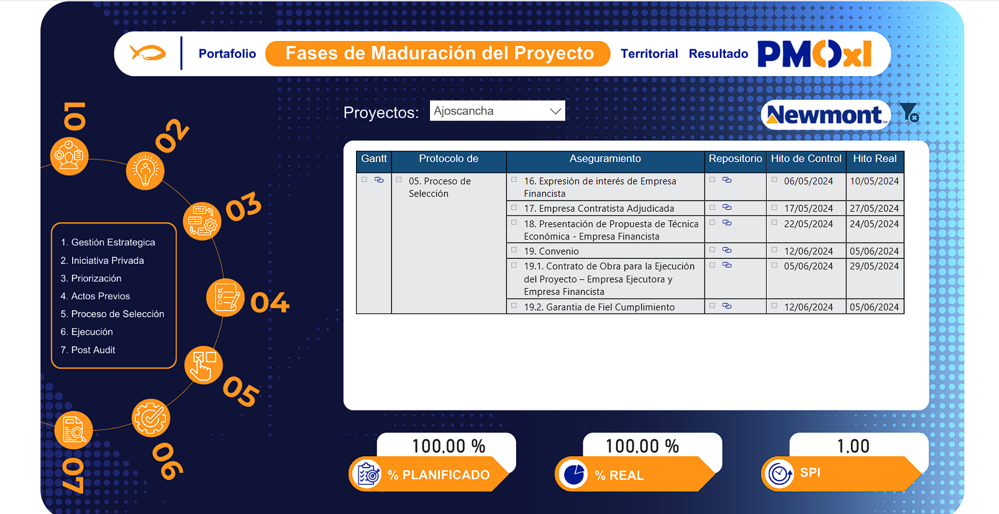 Portafolio
Fases de Maduración del Proyecto
Territorial
Resultado
PMOxI
Proyectos:
Ajoscancha
Newmont
TM
01
02
03
04
05
06
07
1. Gestión Estrategica
2. Iniciativa Privada
3. Priorización
4. Actos Previos
5. Proceso de Selección
6. Ejecución
7. Post Audit
Gantt Protocolo de Aseguramiento Repositorio Hito de Control Hito Real
05. Proceso de
Selección
16. Expresión de interés de Empresa 06/05/2024 10/05/2024
Financista
17. Empresa Contratista Adjudicada 17/05/2024 27/05/2024
18. Presentación de Propuesta de Técnica 22/05/2024 24/05/2024
Económica - Empresa Financista
19. Convenio 12/06/2024 05/06/2024
19.1. Contrato de Obra para la Ejecución 05/06/2024 29/05/2024
del Proyecto – Empresa Ejecutora y
Empresa Financista
19.2. Garantia de Fiel Cumplimiento 12/06/2024 05/06/2024
100,00 %
% PLANIFICADO
100,00 %
% REAL
1,00
SPI